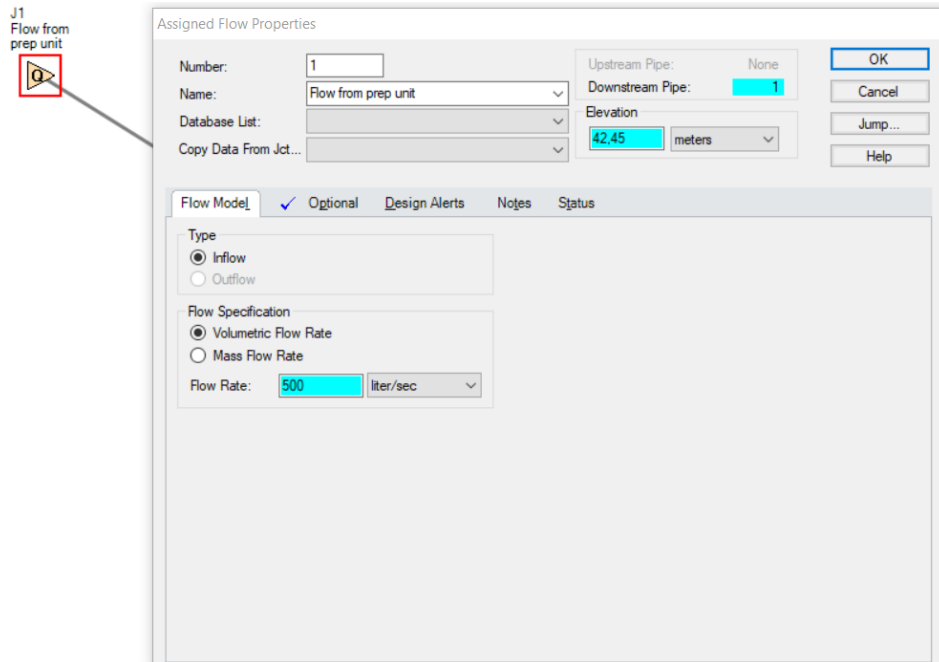 J1
Flow from
prep unit
Q
Assigned Flow Properties
Number: 1
Name: Flow from prep unit
Database List:
Copy Data From Jct...
Upstream Pipe: None
Downstream Pipe: 1
Elevation
42,45 meters
OK
Cancel
Jump...
Help
Flow Model Optional Design Alerts Notes Status
Type
Inflow
Outflow
Flow Specification
Volumetric Flow Rate
Mass Flow Rate
Flow Rate: 500 liter/sec